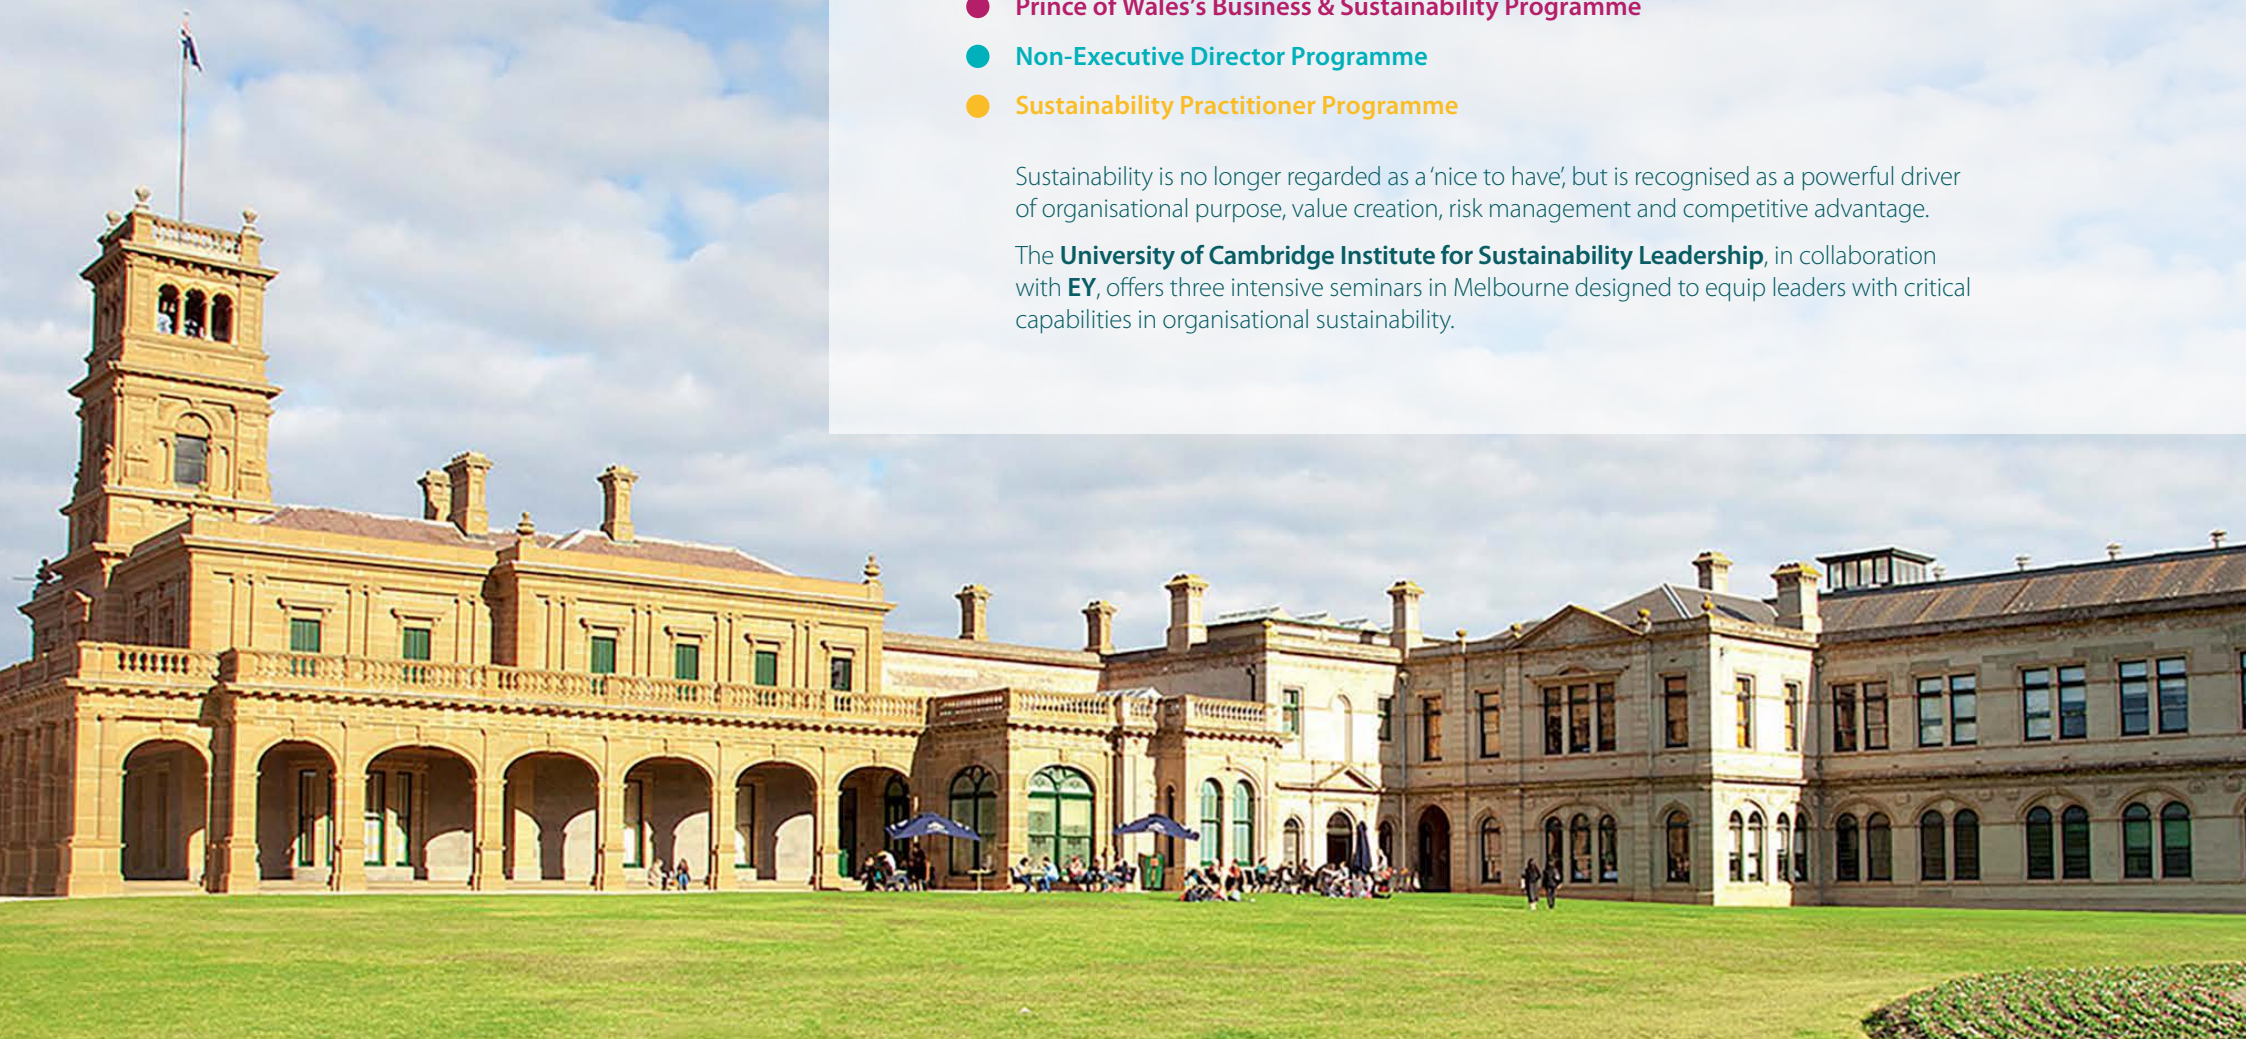 Prince of Wales's Business & Sustainability Programme
Non-Executive Director Programme
Sustainability Practitioner Programme
Sustainability is no longer regarded as a ‘nice to have’, but is recognised as a powerful driver
of organisational purpose, value creation, risk management and competitive advantage.
The University of Cambridge Institute for Sustainability Leadership, in collaboration
with EY, offers three intensive seminars in Melbourne designed to equip leaders with critical
capabilities in organisational sustainability.